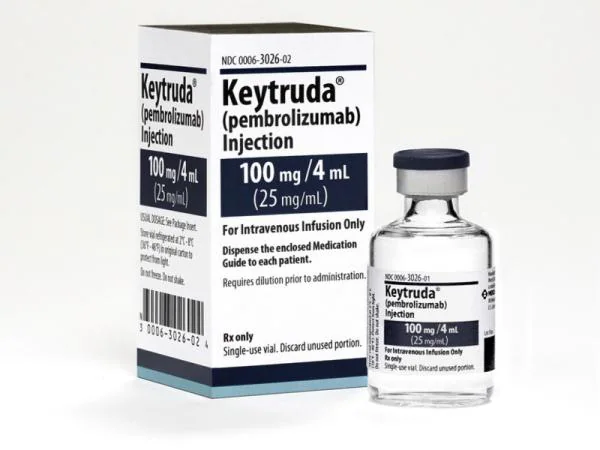 Keytruda®
(pembrolizumab)
Injection
100 mg/4 mL
(25 mg/mL)
USUAL DOSAGE: See Package Insert.
Store vial refrigerated at 2°C - 8°C
(36°F - 46°F) in original carton to
protect from light.
Do not freeze. Do not shake.
3 0006-3026-02 4
NDC 0006-3026-02
Keytruda®
(pembrolizumab)
Injection
100 mg/4 mL
(25 mg/mL)
For Intravenous Infusion Only
Dispense the enclosed Medication
Guide to each patient.
Requires dilution prior to administration.
Rx only
Single-use vial. Discard unused portion.
NDC 0006-3026-01
Keytruda®
(pembrolizumab)
Injection
100 mg/4 mL
(25 mg/mL)
For Intravenous Infusion Only
Rx only
Single-use vial. Discard unused portion.